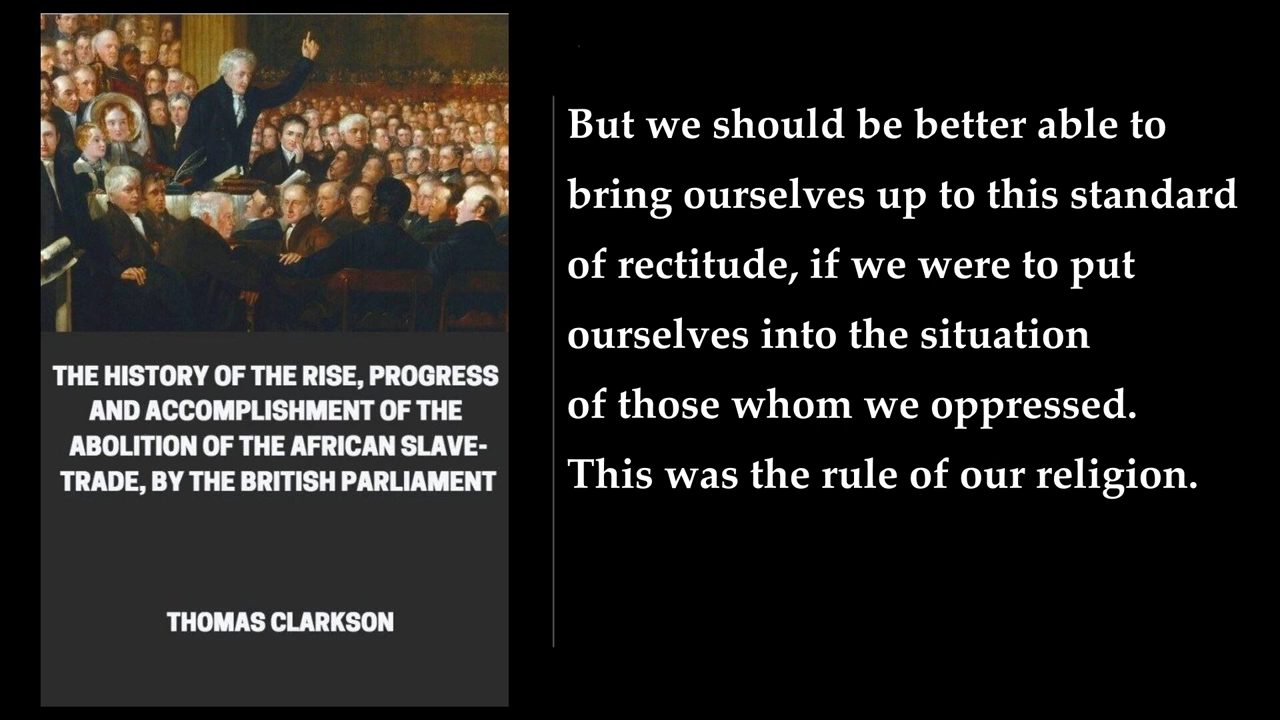 THE HISTORY OF THE RISE, PROGRESS
AND ACCOMPLISHMENT OF THE
ABOLITION OF THE AFRICAN SLAVE-
TRADE, BY THE BRITISH PARLIAMENT
THOMAS CLARKSON
But we should be better able to
bring ourselves up to this standard
of rectitude, if we were to put
ourselves into the situation
of those whom we oppressed.
This was the rule of our religion.